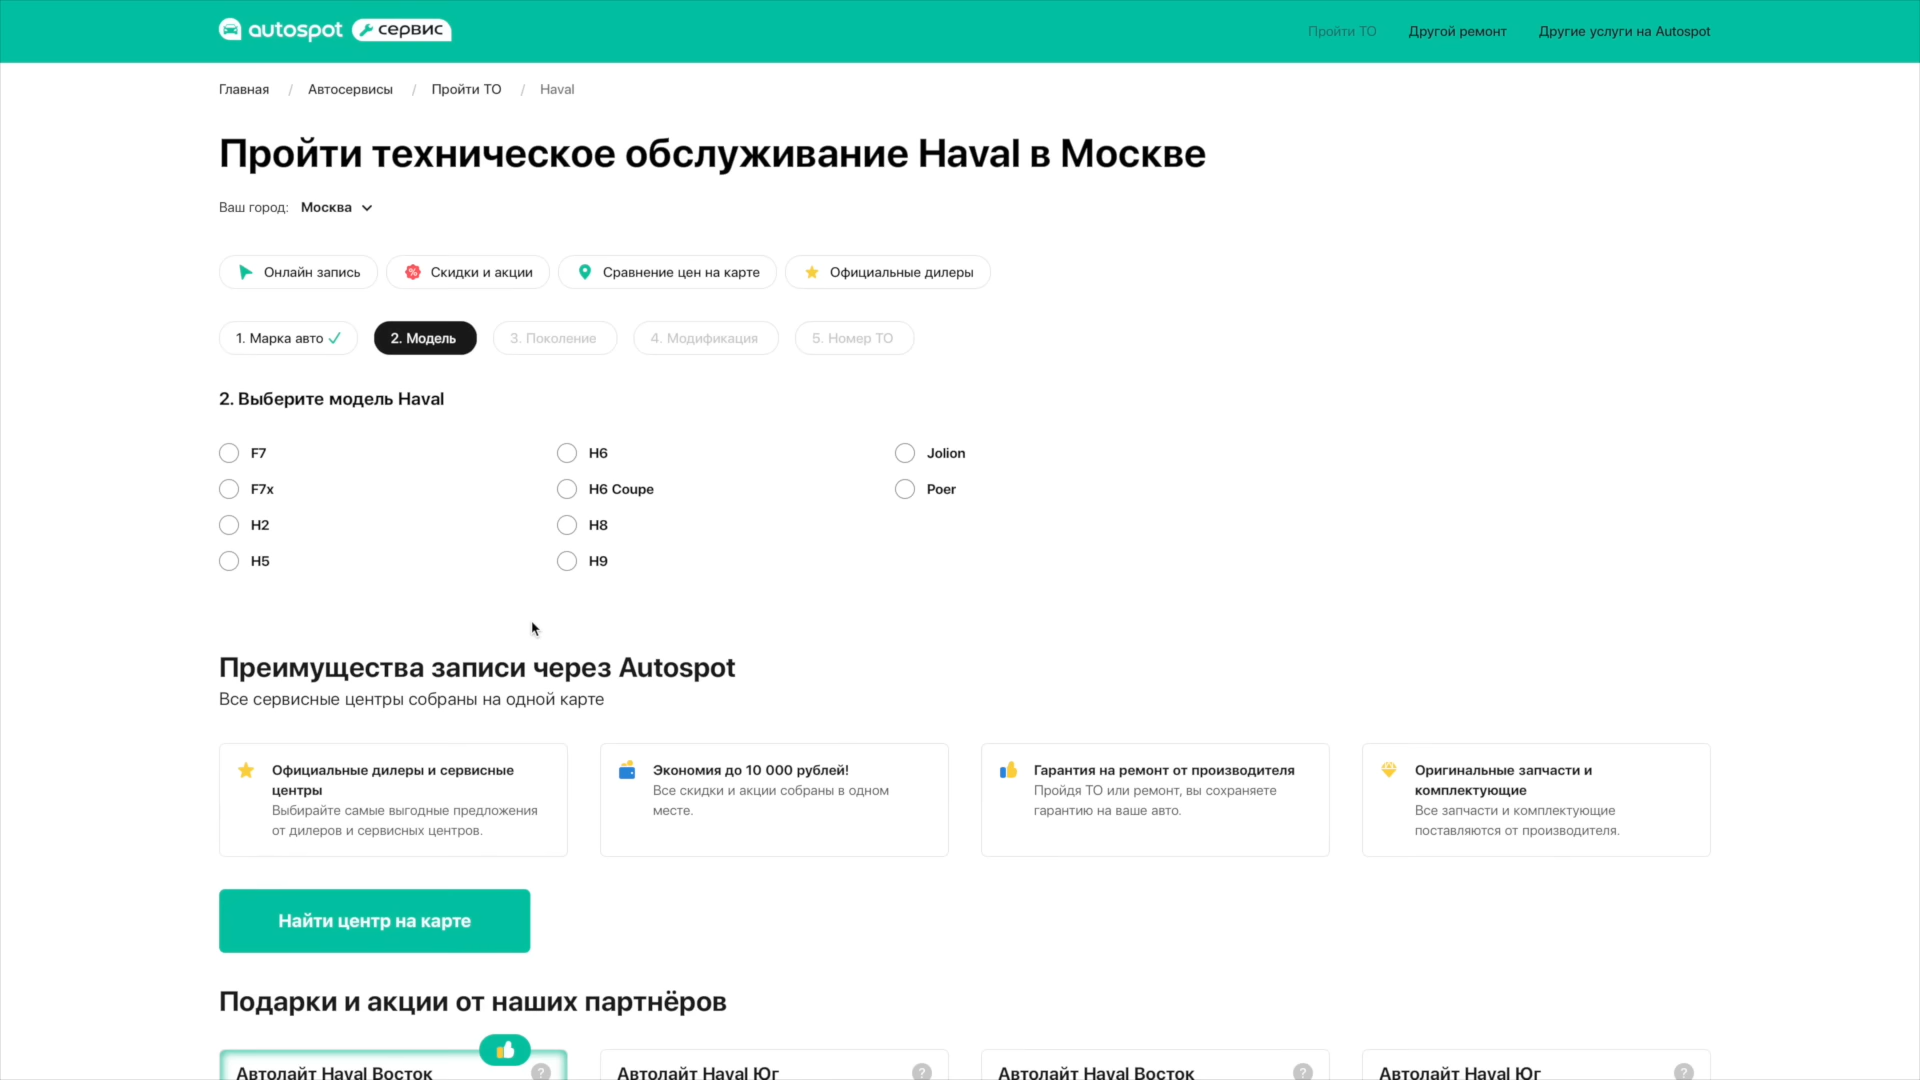 autospot сервис
Пройти ТО Другой ремонт Другие услуги на Autospot
Главная / Автосервисы / Пройти ТО / Haval
Пройти техническое обслуживание Haval в Москве
Ваш город: Москва
Онлайн запись Скидки и акции Сравнение цен на карте Официальные дилеры
1. Марка авто 2. Модель 3. Поколение 4. Модификация 5. Номер ТО
2. Выберите модель Haval
F7 H6 Jolion
F7x H6 Coupe Poer
H2 H8
H5 H9
Преимущества записи через Autospot
Все сервисные центры собраны на одной карте
Официальные дилеры и сервисные
центры
Выбирайте самые выгодные предложения
от дилеров и сервисных центров.
Экономия до 10 000 рублей!
Все скидки и акции собраны в одном
месте.
Гарантия на ремонт от производителя
Пройдя ТО или ремонт, вы сохраняете
гарантию на ваше авто.
Оригинальные запчасти и
комплектующие
Все запчасти и комплектующие
поставляются от производителя.
Найти центр на карте
Подарки и акции от наших партнёров
Автолайт Haval Восток ? Автолайт Haval Юг ? Автолайт Haval Восток ? Автолайт Haval Юг ?